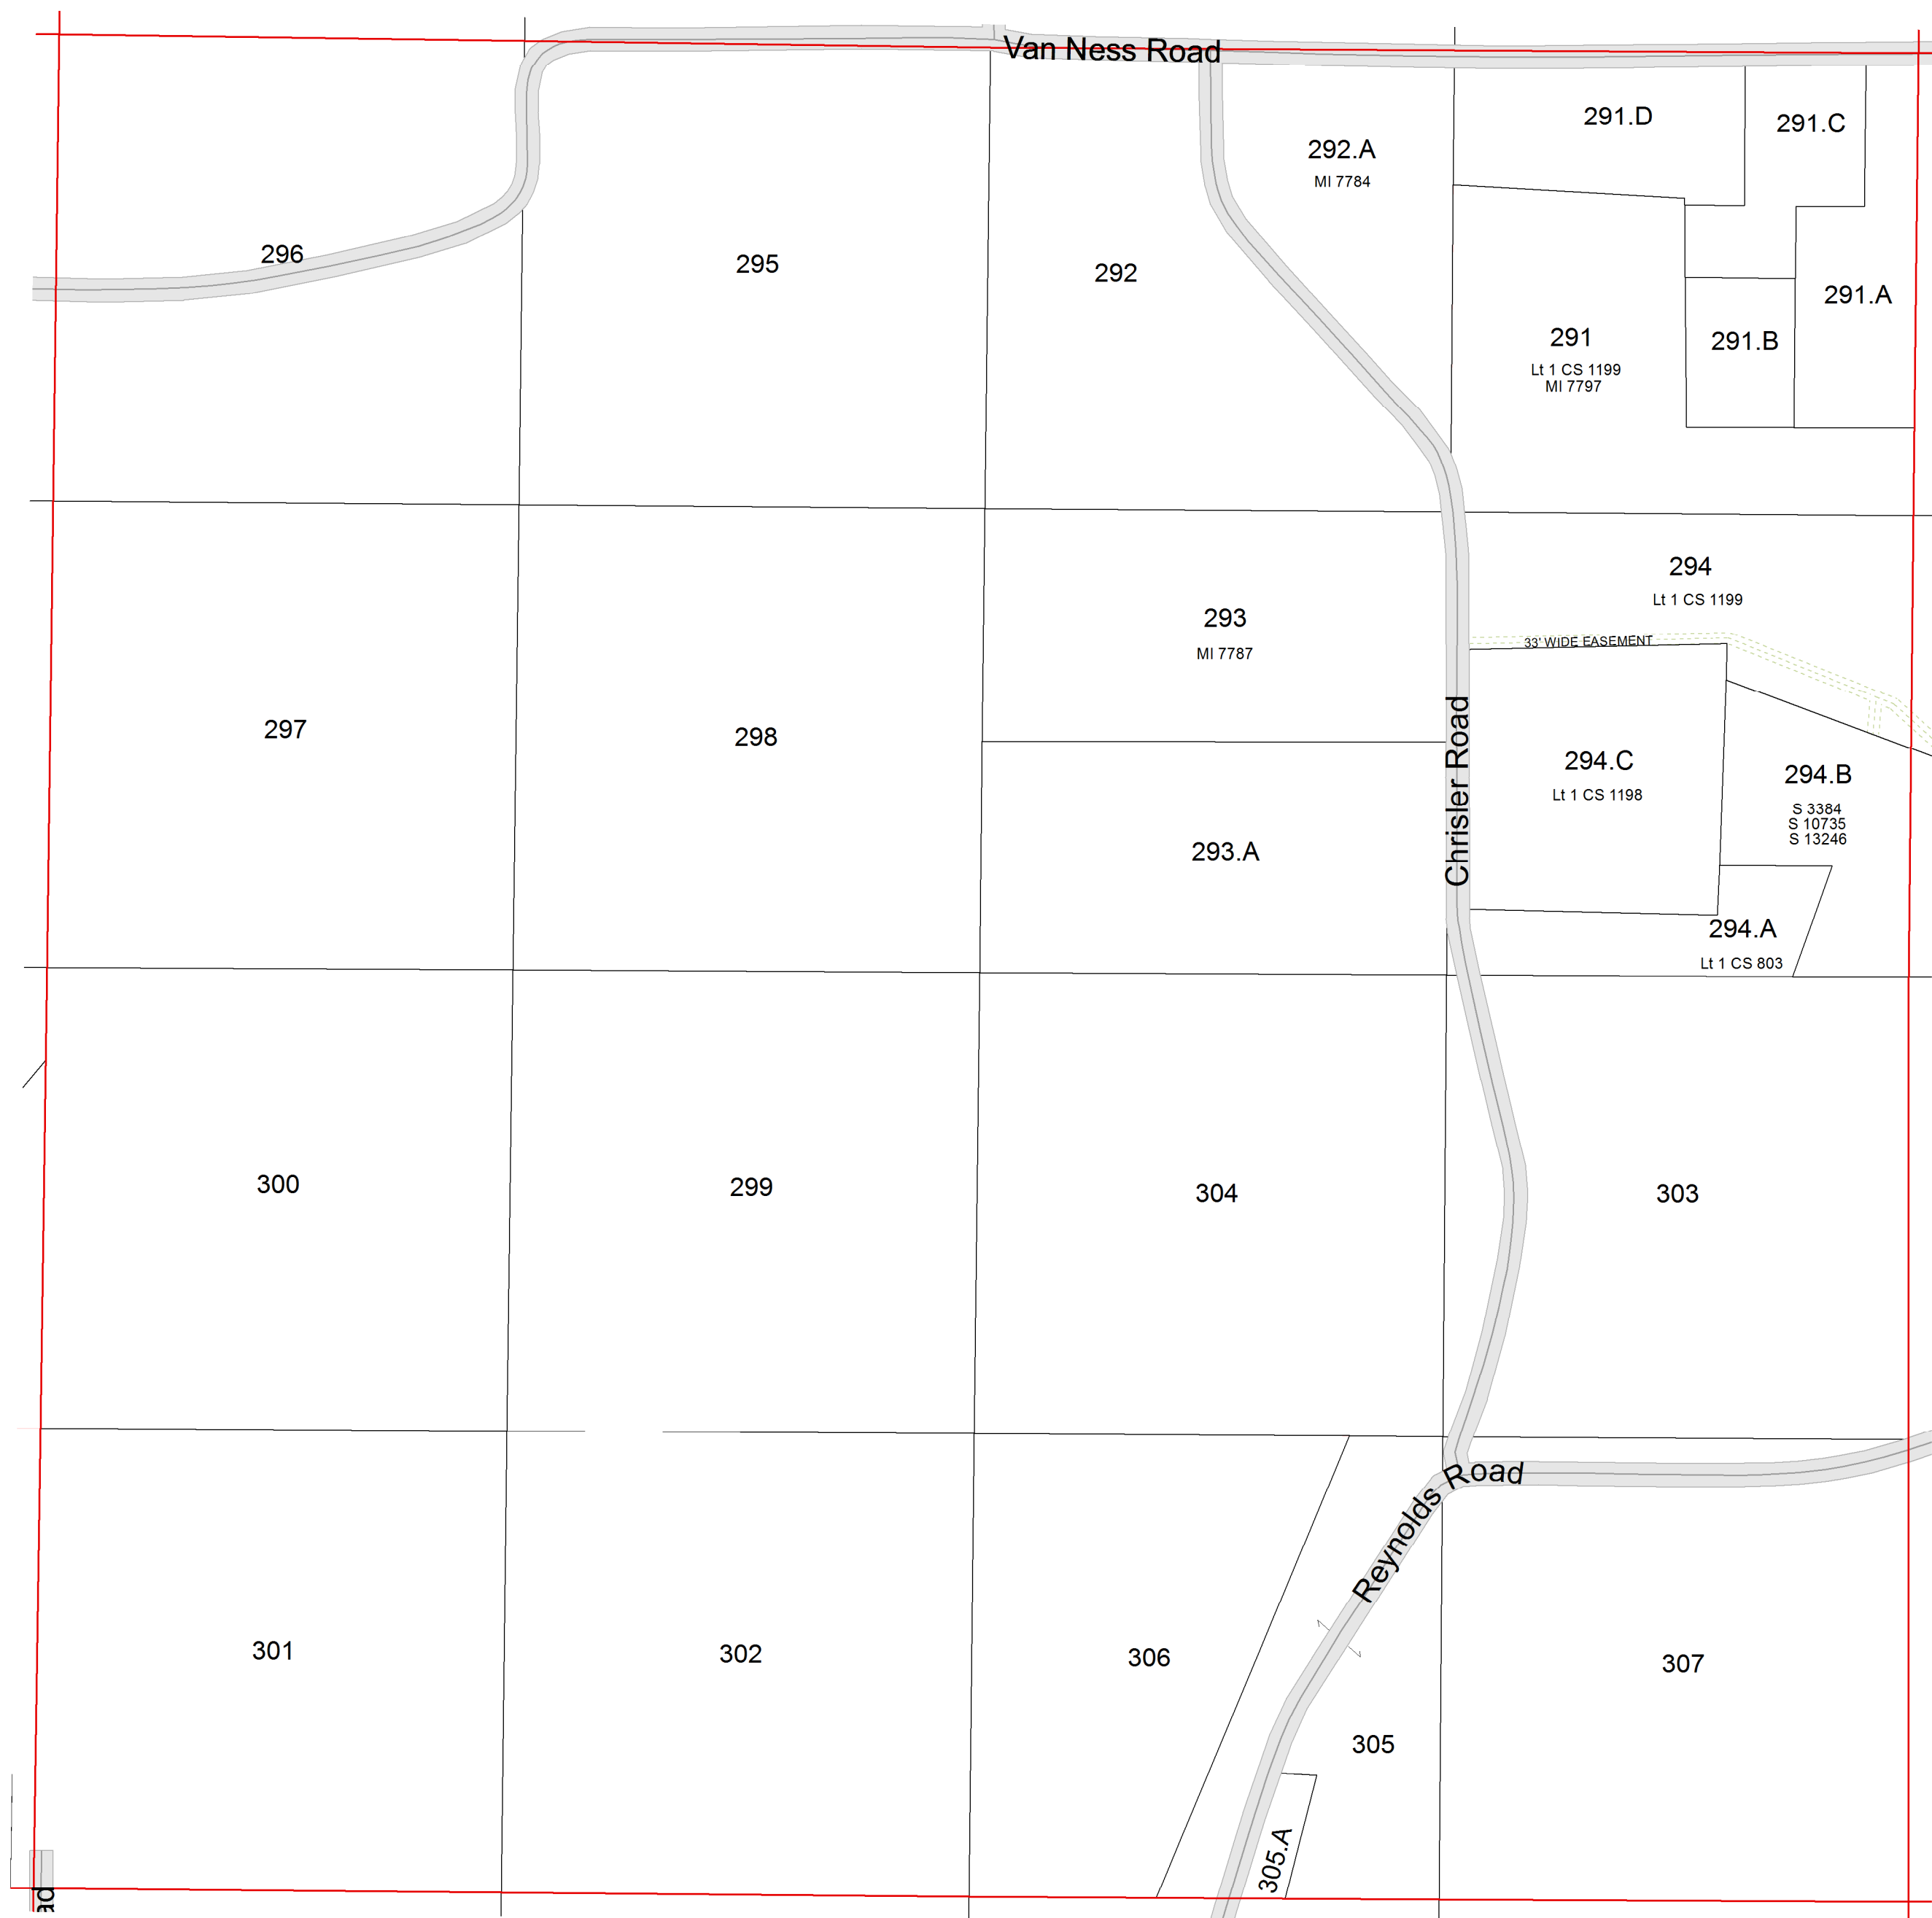 Van Ness Road
291.D
291.C
292.A
MI 7784
296
295
292
291.A
291
Lt 1 CS 1199
MI 7797
291.B
294
Lt 1 CS 1199
293
MI 7787
33' WIDE EASEMENT
297
298
Chrisler Road
294.C
Lt 1 CS 1198
294.B
S 3384
S 10735
S 13246
293.A
294.A
Lt 1 CS 803
300
299
304
303
Reynolds Road
301
302
306
307
305
305.A
ad